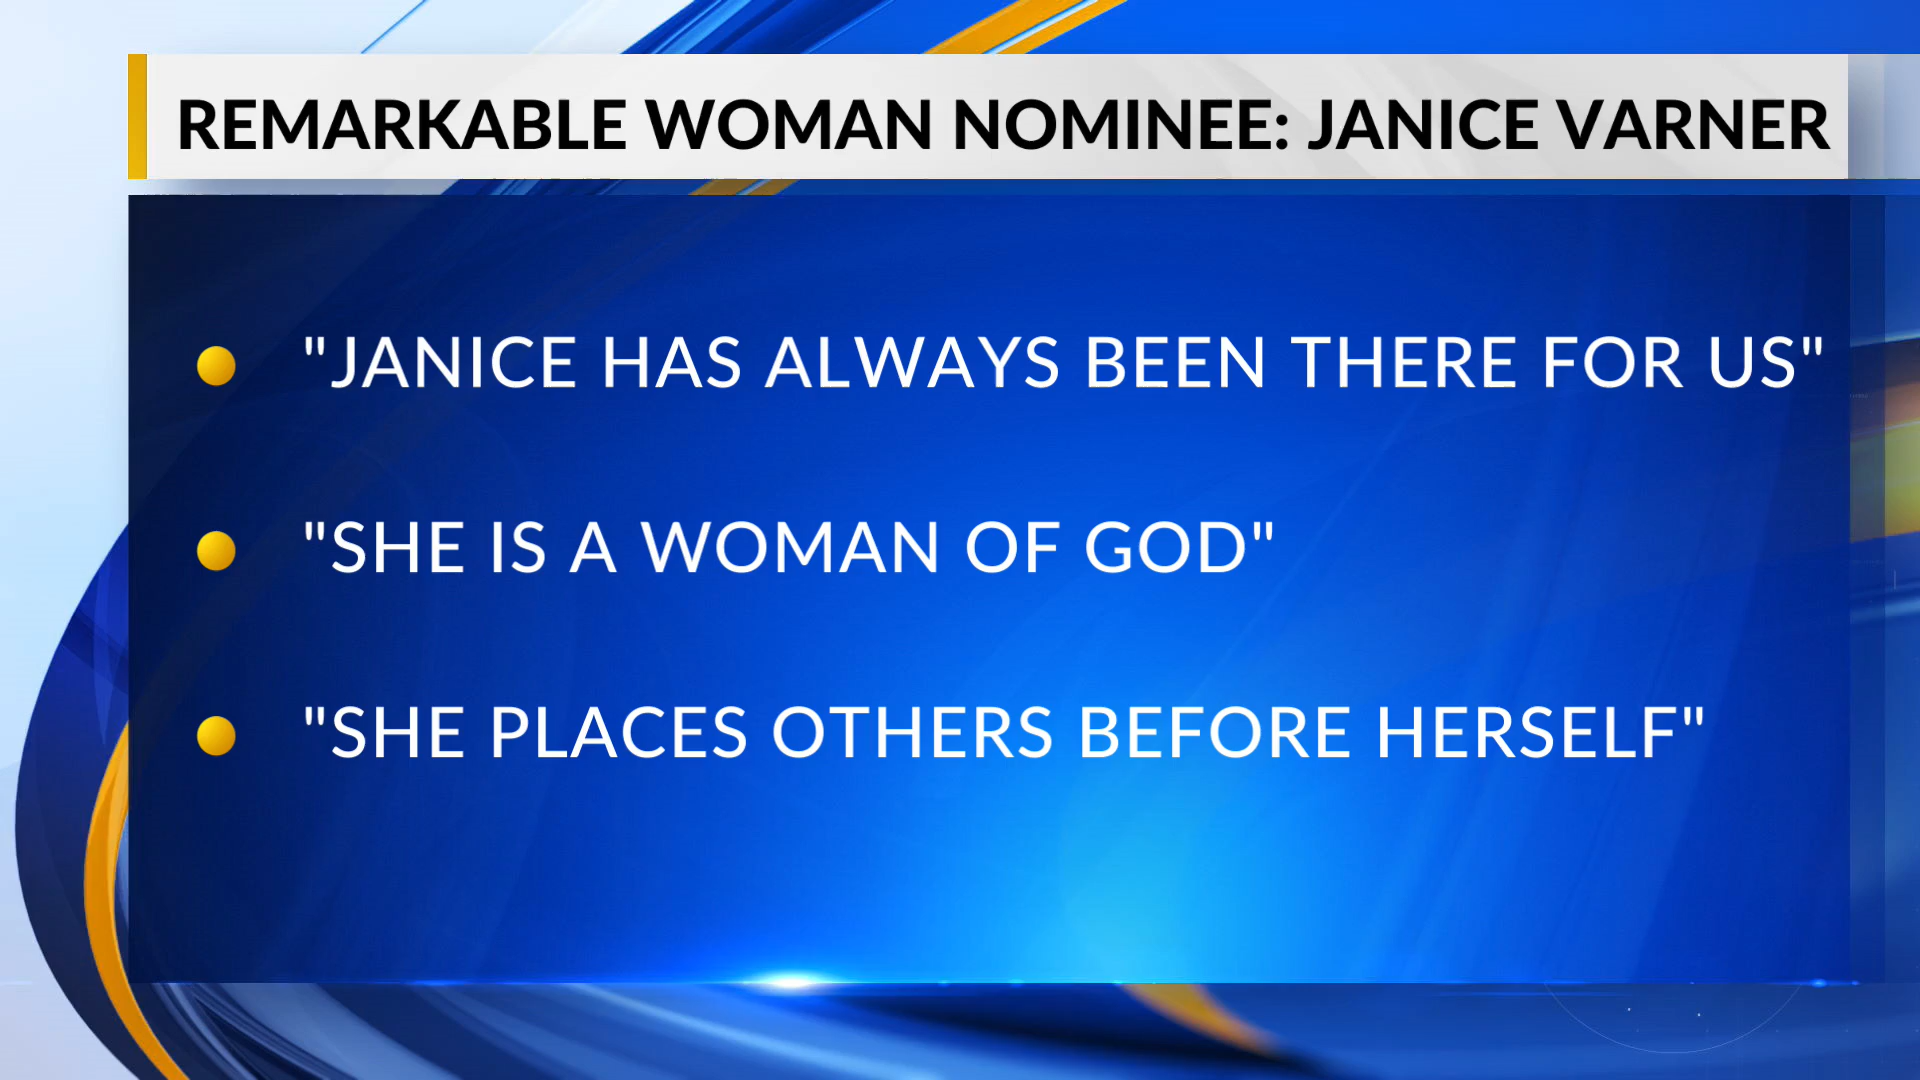 REMARKABLE WOMAN NOMINEE: JANICE VARNER
"JANICE HAS ALWAYS BEEN THERE FOR US"
"SHE IS A WOMAN OF GOD"
"SHE PLACES OTHERS BEFORE HERSELF"